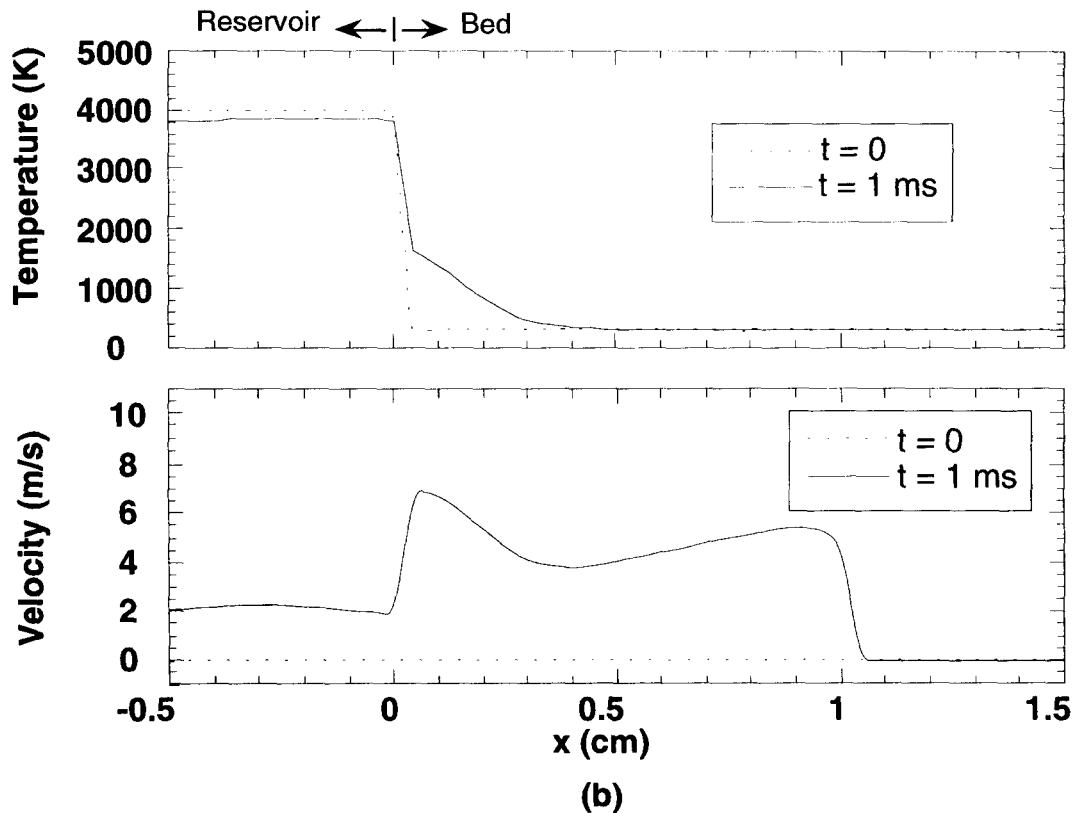 Reservoir Bed
Temperature (K)
5000
4000
3000
2000
1000
0
t = 0
t = 1 ms
Velocity (m/s)
10
8
6
4
2
0
t = 0
t = 1 ms
-0.5 0 0.5 1 1.5
x (cm)
(b)